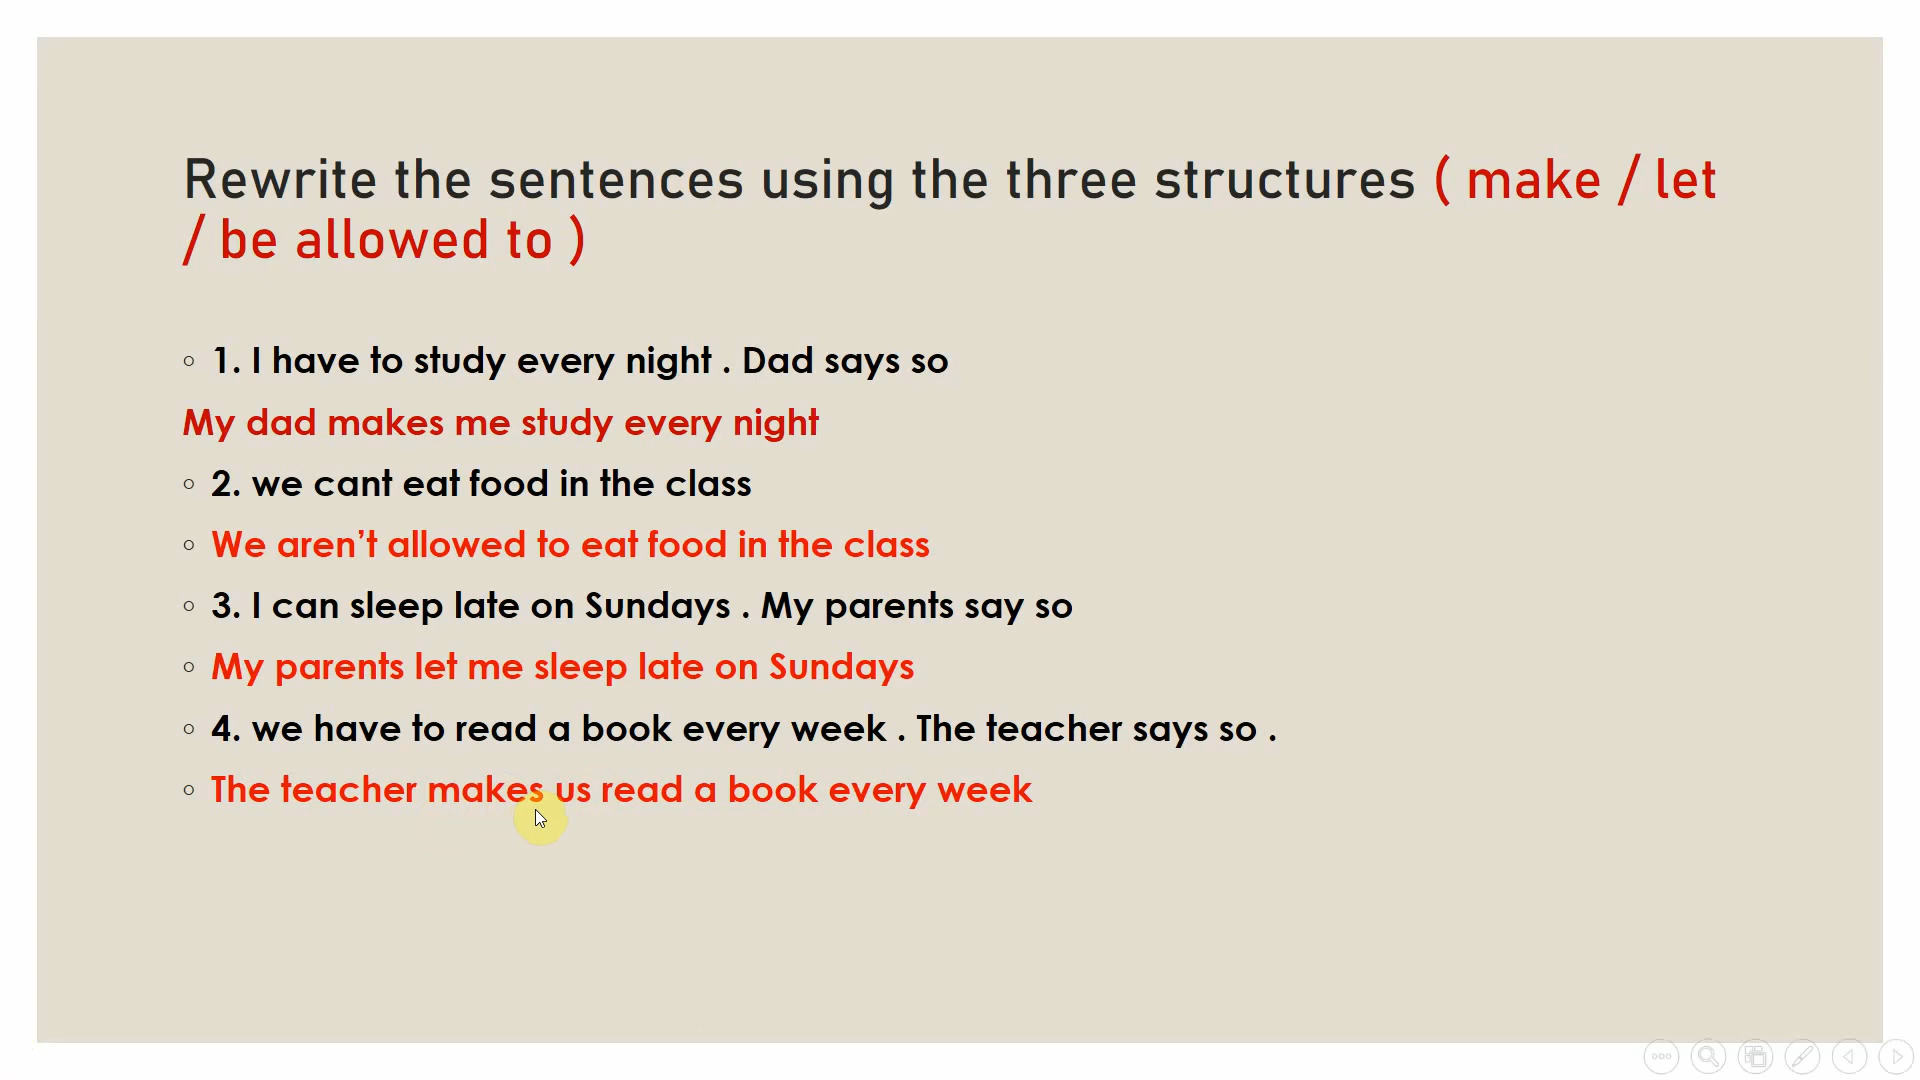 Rewrite the sentences using the three structures ( make / let
/ be allowed to )
1. I have to study every night . Dad says so
My dad makes me study every night
2. we cant eat food in the class
We aren’t allowed to eat food in the class
3. I can sleep late on Sundays . My parents say so
My parents let me sleep late on Sundays
4. we have to read a book every week . The teacher says so .
The teacher makes us read a book every week